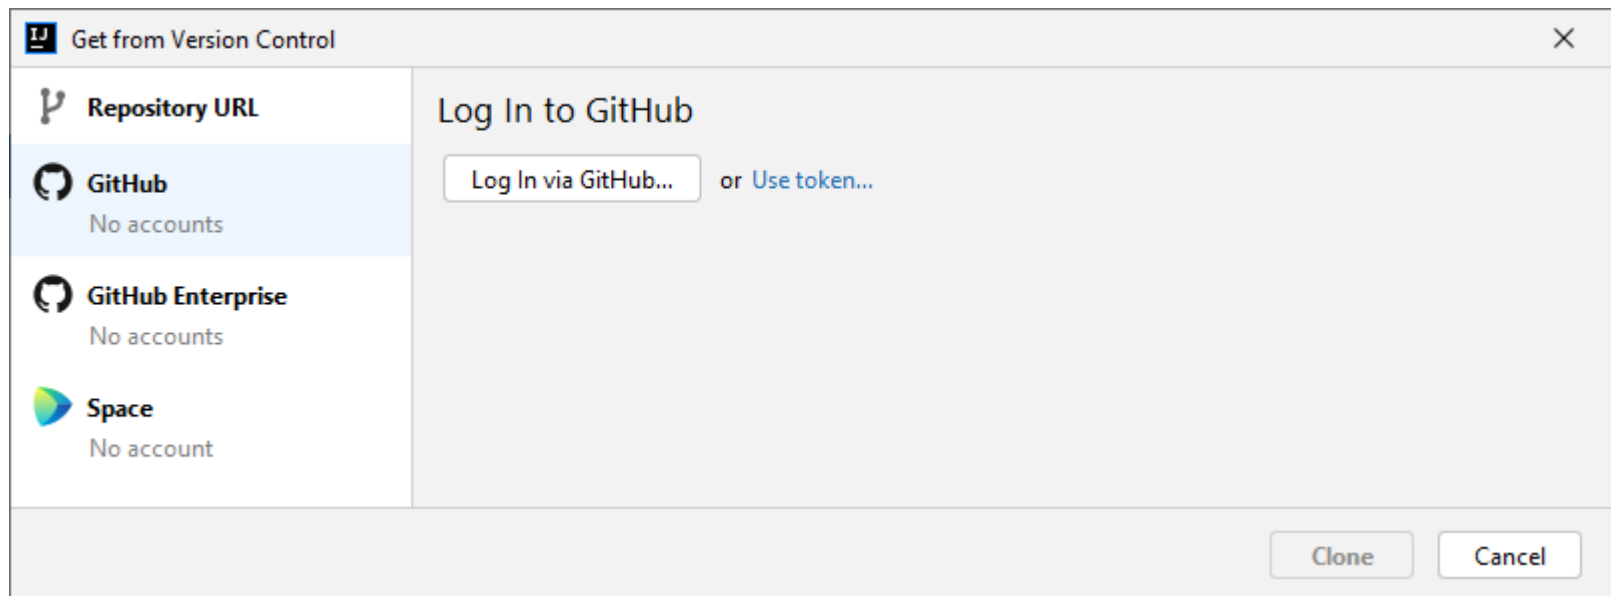 IJ
Get from Version Control
Repository URL
GitHub
No accounts
GitHub Enterprise
No accounts
Space
No account
Log In to GitHub
Log In via GitHub... or Use token...
Clone Cancel